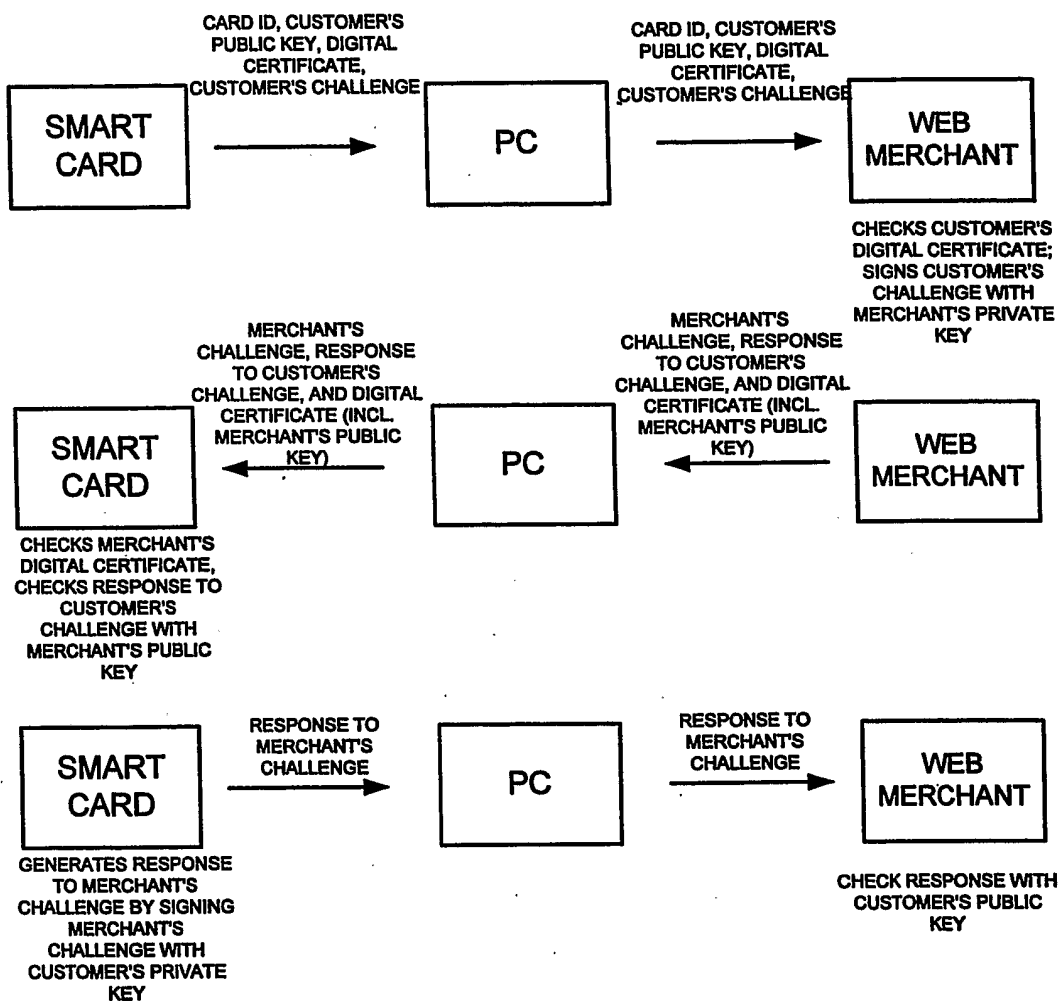 CARD ID, CUSTOMER'S
PUBLIC KEY, DIGITAL
CERTIFICATE,
CUSTOMER'S CHALLENGE
CARD ID, CUSTOMER'S
PUBLIC KEY, DIGITAL
CERTIFICATE,
CUSTOMER'S CHALLENGE
SMART
CARD
PC
WEB
MERCHANT
CHECKS CUSTOMER'S
DIGITAL CERTIFICATE;
SIGNS CUSTOMER'S
CHALLENGE WITH
MERCHANT'S PRIVATE
KEY
MERCHANT'S
CHALLENGE, RESPONSE
TO CUSTOMER'S
CHALLENGE, AND DIGITAL
CERTIFICATE (INCL.
MERCHANT'S PUBLIC
KEY)
MERCHANT'S
CHALLENGE, RESPONSE
TO CUSTOMER'S
CHALLENGE, AND DIGITAL
CERTIFICATE (INCL.
MERCHANT'S PUBLIC
KEY)
SMART
CARD
PC
WEB
MERCHANT
CHECKS MERCHANT'S
DIGITAL CERTIFICATE,
CHECKS RESPONSE TO
CUSTOMER'S
CHALLENGE WITH
MERCHANT'S PUBLIC
KEY
RESPONSE TO
MERCHANT'S
CHALLENGE
RESPONSE TO
MERCHANT'S
CHALLENGE
SMART
CARD
PC
WEB
MERCHANT
GENERATES RESPONSE
TO MERCHANT'S
CHALLENGE BY SIGNING
MERCHANT'S
CHALLENGE WITH
CUSTOMER'S PRIVATE
KEY
CHECK RESPONSE WITH
CUSTOMER'S PUBLIC
KEY